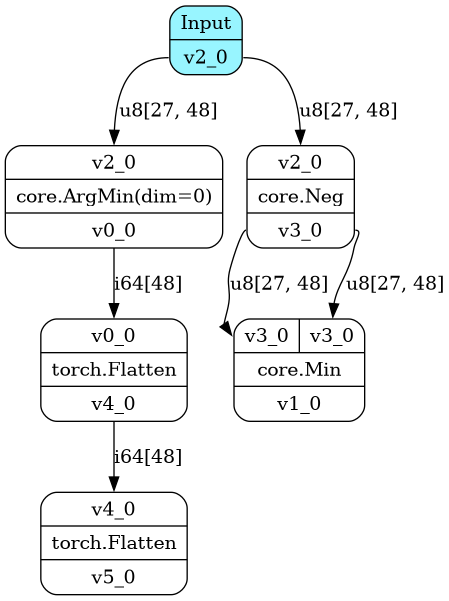 Input
v2_0
u8[27, 48]
u8[27, 48]
v2_0
core.ArgMin(dim=0)
v0_0
v2_0
core.Neg
v3_0
i64[48]
u8[27, 48]
u8[27, 48]
v0_0
torch.Flatten
v4_0
v3_0
v3_0
core.Min
v1_0
i64[48]
v4_0
torch.Flatten
v5_0